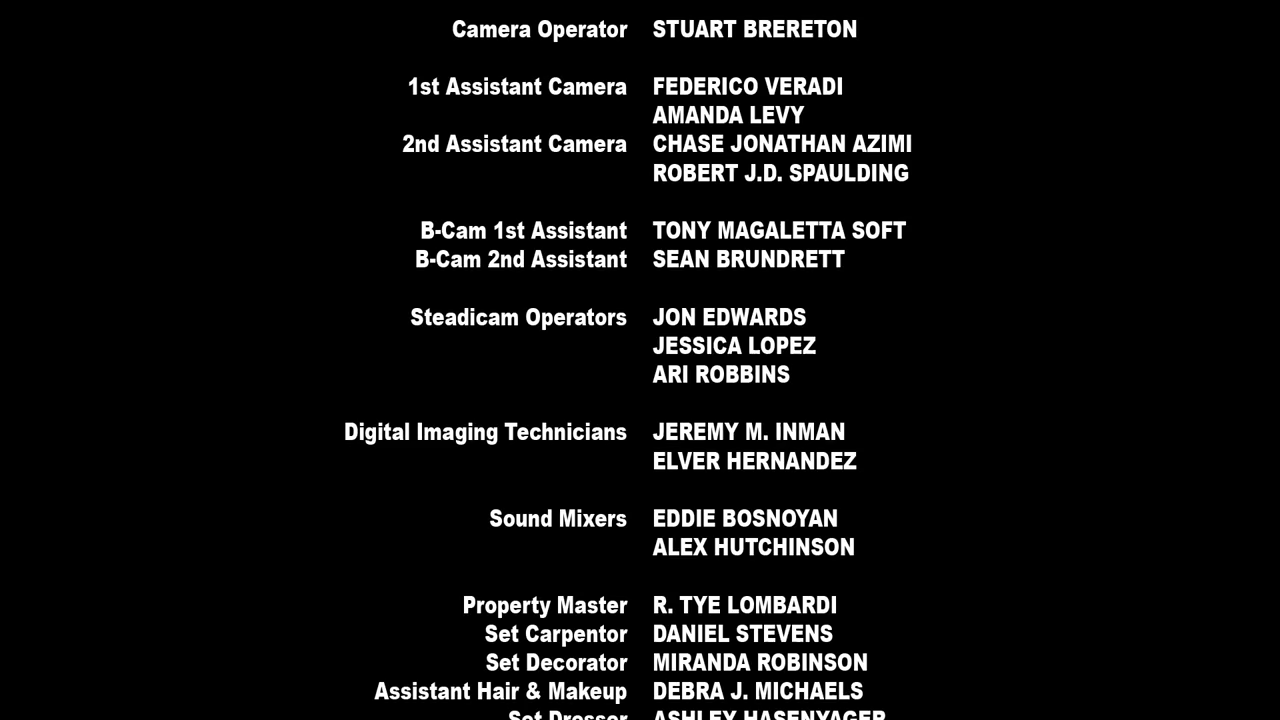 Camera Operator STUART BRERETON
1st Assistant Camera FEDERICO VERADI
AMANDA LEVY
2nd Assistant Camera CHASE JONATHAN AZIMI
ROBERT J.D. SPAULDING
B-Cam 1st Assistant TONY MAGALETTA SOFT
B-Cam 2nd Assistant SEAN BRUNDRETT
Steadicam Operators JON EDWARDS
JESSICA LOPEZ
ARI ROBBINS
Digital Imaging Technicians JEREMY M. INMAN
ELVER HERNANDEZ
Sound Mixers EDDIE BOSNOYAN
ALEX HUTCHINSON
Property Master R. TYE LOMBARDI
Set Carpentor DANIEL STEVENS
Set Decorator MIRANDA ROBINSON
Assistant Hair & Makeup DEBRA J. MICHAELS
Set Dresser ASHLEY HASENYAGER